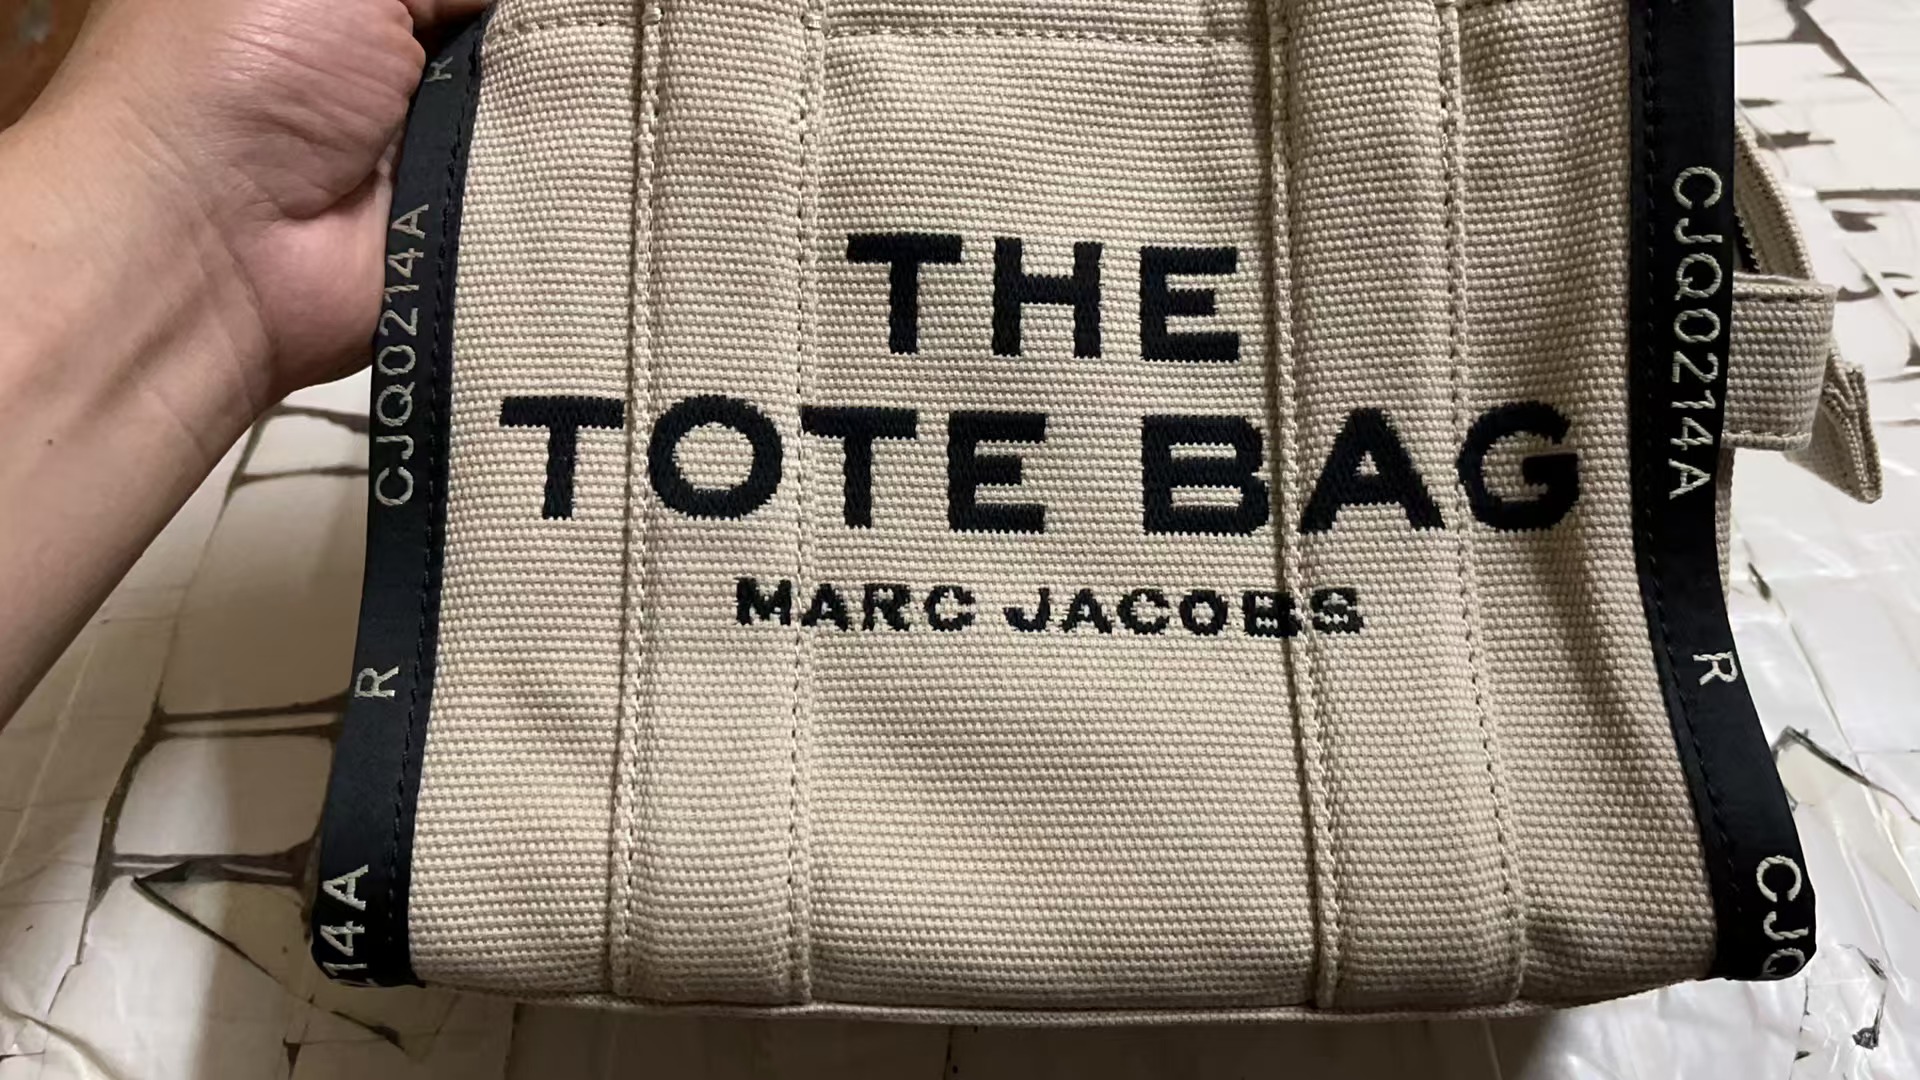 THE
TOTE BAG
MARC JACOBS
R
CJQ0214A
R
14A
CJQ0214A
R
CJQ